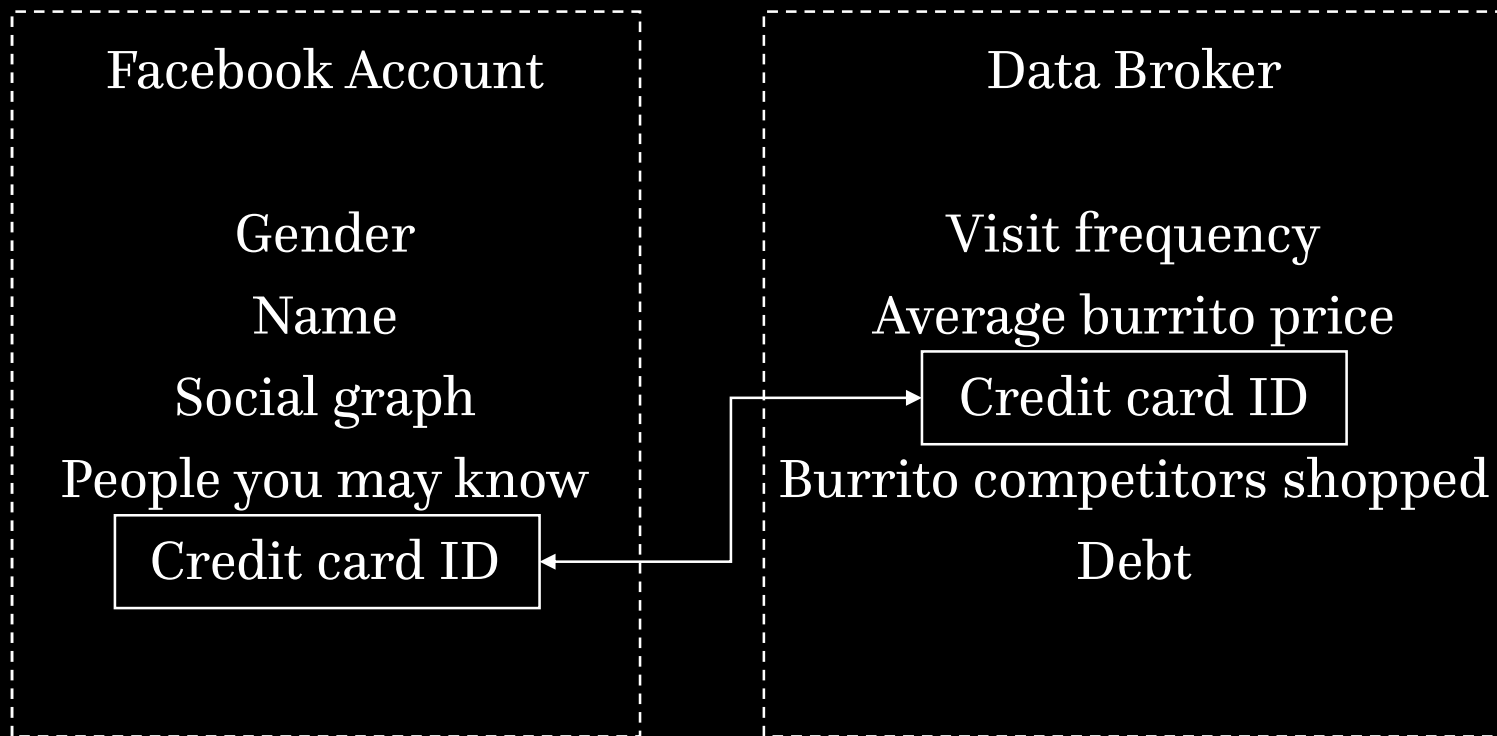 Facebook Account
Gender
Name
Social graph
People you may know
Credit card ID
Data Broker
Visit frequency
Average burrito price
Credit card ID
Burrito competitors shopped
Debt